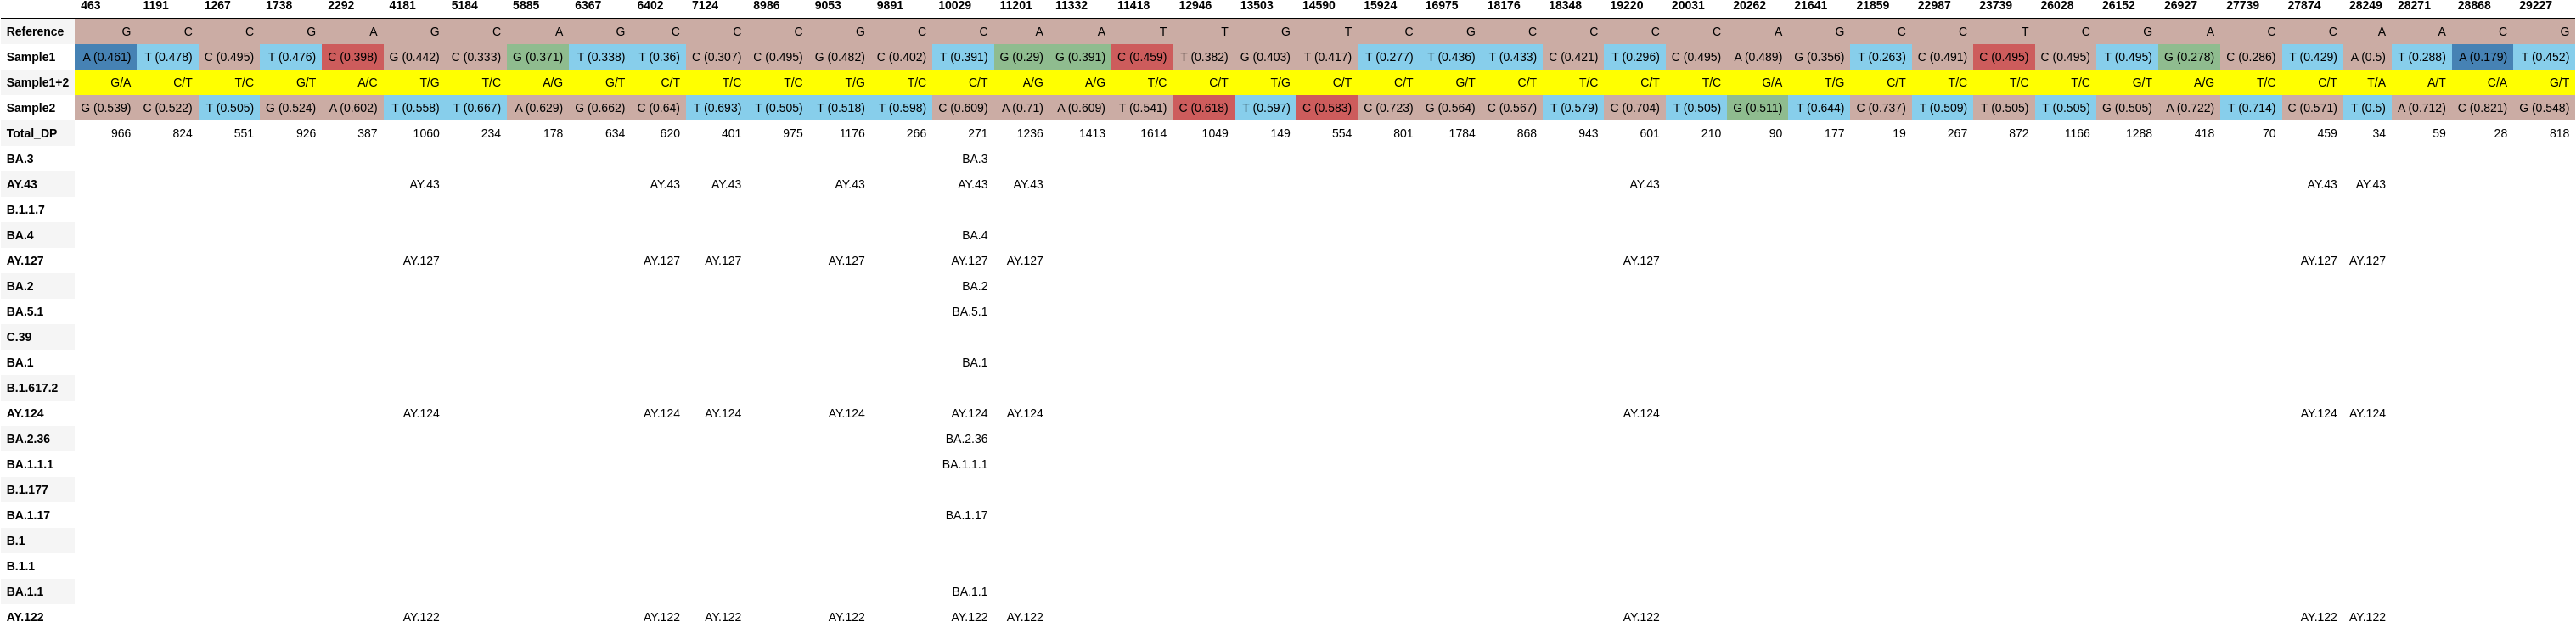 463 1191 1267 1738 2292 4181 5184 5885 6367 6402 7124 8986 9053 9891 10029 11201 11332 11418 12946 13503 14590 15924 16975 18176 18348 19220 20031 20262 21641 21859 22987 23739 26028 26152 26927 27739 27874 28249 28271 28868 29227
Reference G C C G A G C A G C C C G C C A A T T G T C G C C C C A G C C T C G A C C A A C G
Sample1 A (0.461) T (0.478) C (0.495) T (0.476) C (0.398) G (0.442) C (0.333) G (0.371) T (0.338) T (0.36) C (0.307) C (0.495) G (0.482) C (0.402) T (0.391) G (0.29) G (0.391) C (0.459) T (0.382) G (0.403) T (0.417) T (0.277) T (0.436) T (0.433) C (0.421) T (0.296) C (0.495) A (0.489) G (0.356) T (0.263) C (0.491) C (0.495) C (0.495) T (0.495) G (0.278) C (0.286) T (0.429) A (0.5) T (0.288) A (0.179) T (0.452)
Sample1+2 G/A C/T T/C G/T A/C T/G T/C A/G G/T C/T T/C T/C T/G T/C C/T A/G A/G T/C C/T T/G C/T C/T G/T C/T T/C C/T T/C G/A T/G C/T T/C T/C T/C G/T A/G T/C C/T T/A A/T C/A G/T
Sample2 G (0.539) C (0.522) T (0.505) G (0.524) A (0.602) T (0.558) T (0.667) A (0.629) G (0.662) C (0.64) T (0.693) T (0.505) T (0.518) T (0.598) C (0.609) A (0.71) A (0.609) T (0.541) C (0.618) T (0.597) C (0.583) C (0.723) G (0.564) C (0.567) T (0.579) C (0.704) T (0.505) G (0.511) T (0.644) C (0.737) T (0.509) T (0.505) T (0.505) G (0.505) A (0.722) T (0.714) C (0.571) T (0.5) A (0.712) C (0.821) G (0.548)
Total_DP 966 824 551 926 387 1060 234 178 634 620 401 975 1176 266 271 1236 1413 1614 1049 149 554 801 1784 868 943 601 210 90 177 19 267 872 1166 1288 418 70 459 34 59 28 818
BA.3 BA.3
AY.43 AY.43 AY.43 AY.43 AY.43 AY.43 AY.43 AY.43 AY.43 AY.43
B.1.1.7
BA.4 BA.4
AY.127 AY.127 AY.127 AY.127 AY.127 AY.127 AY.127 AY.127 AY.127 AY.127
BA.2 BA.2
BA.5.1 BA.5.1
C.39
BA.1 BA.1
B.1.617.2
AY.124 AY.124 AY.124 AY.124 AY.124 AY.124 AY.124 AY.124 AY.124 AY.124
BA.2.36 BA.2.36
BA.1.1.1 BA.1.1.1
B.1.177
BA.1.17 BA.1.17
B.1
B.1.1
BA.1.1 BA.1.1
AY.122 AY.122 AY.122 AY.122 AY.122 AY.122 AY.122 AY.122 AY.122 AY.122